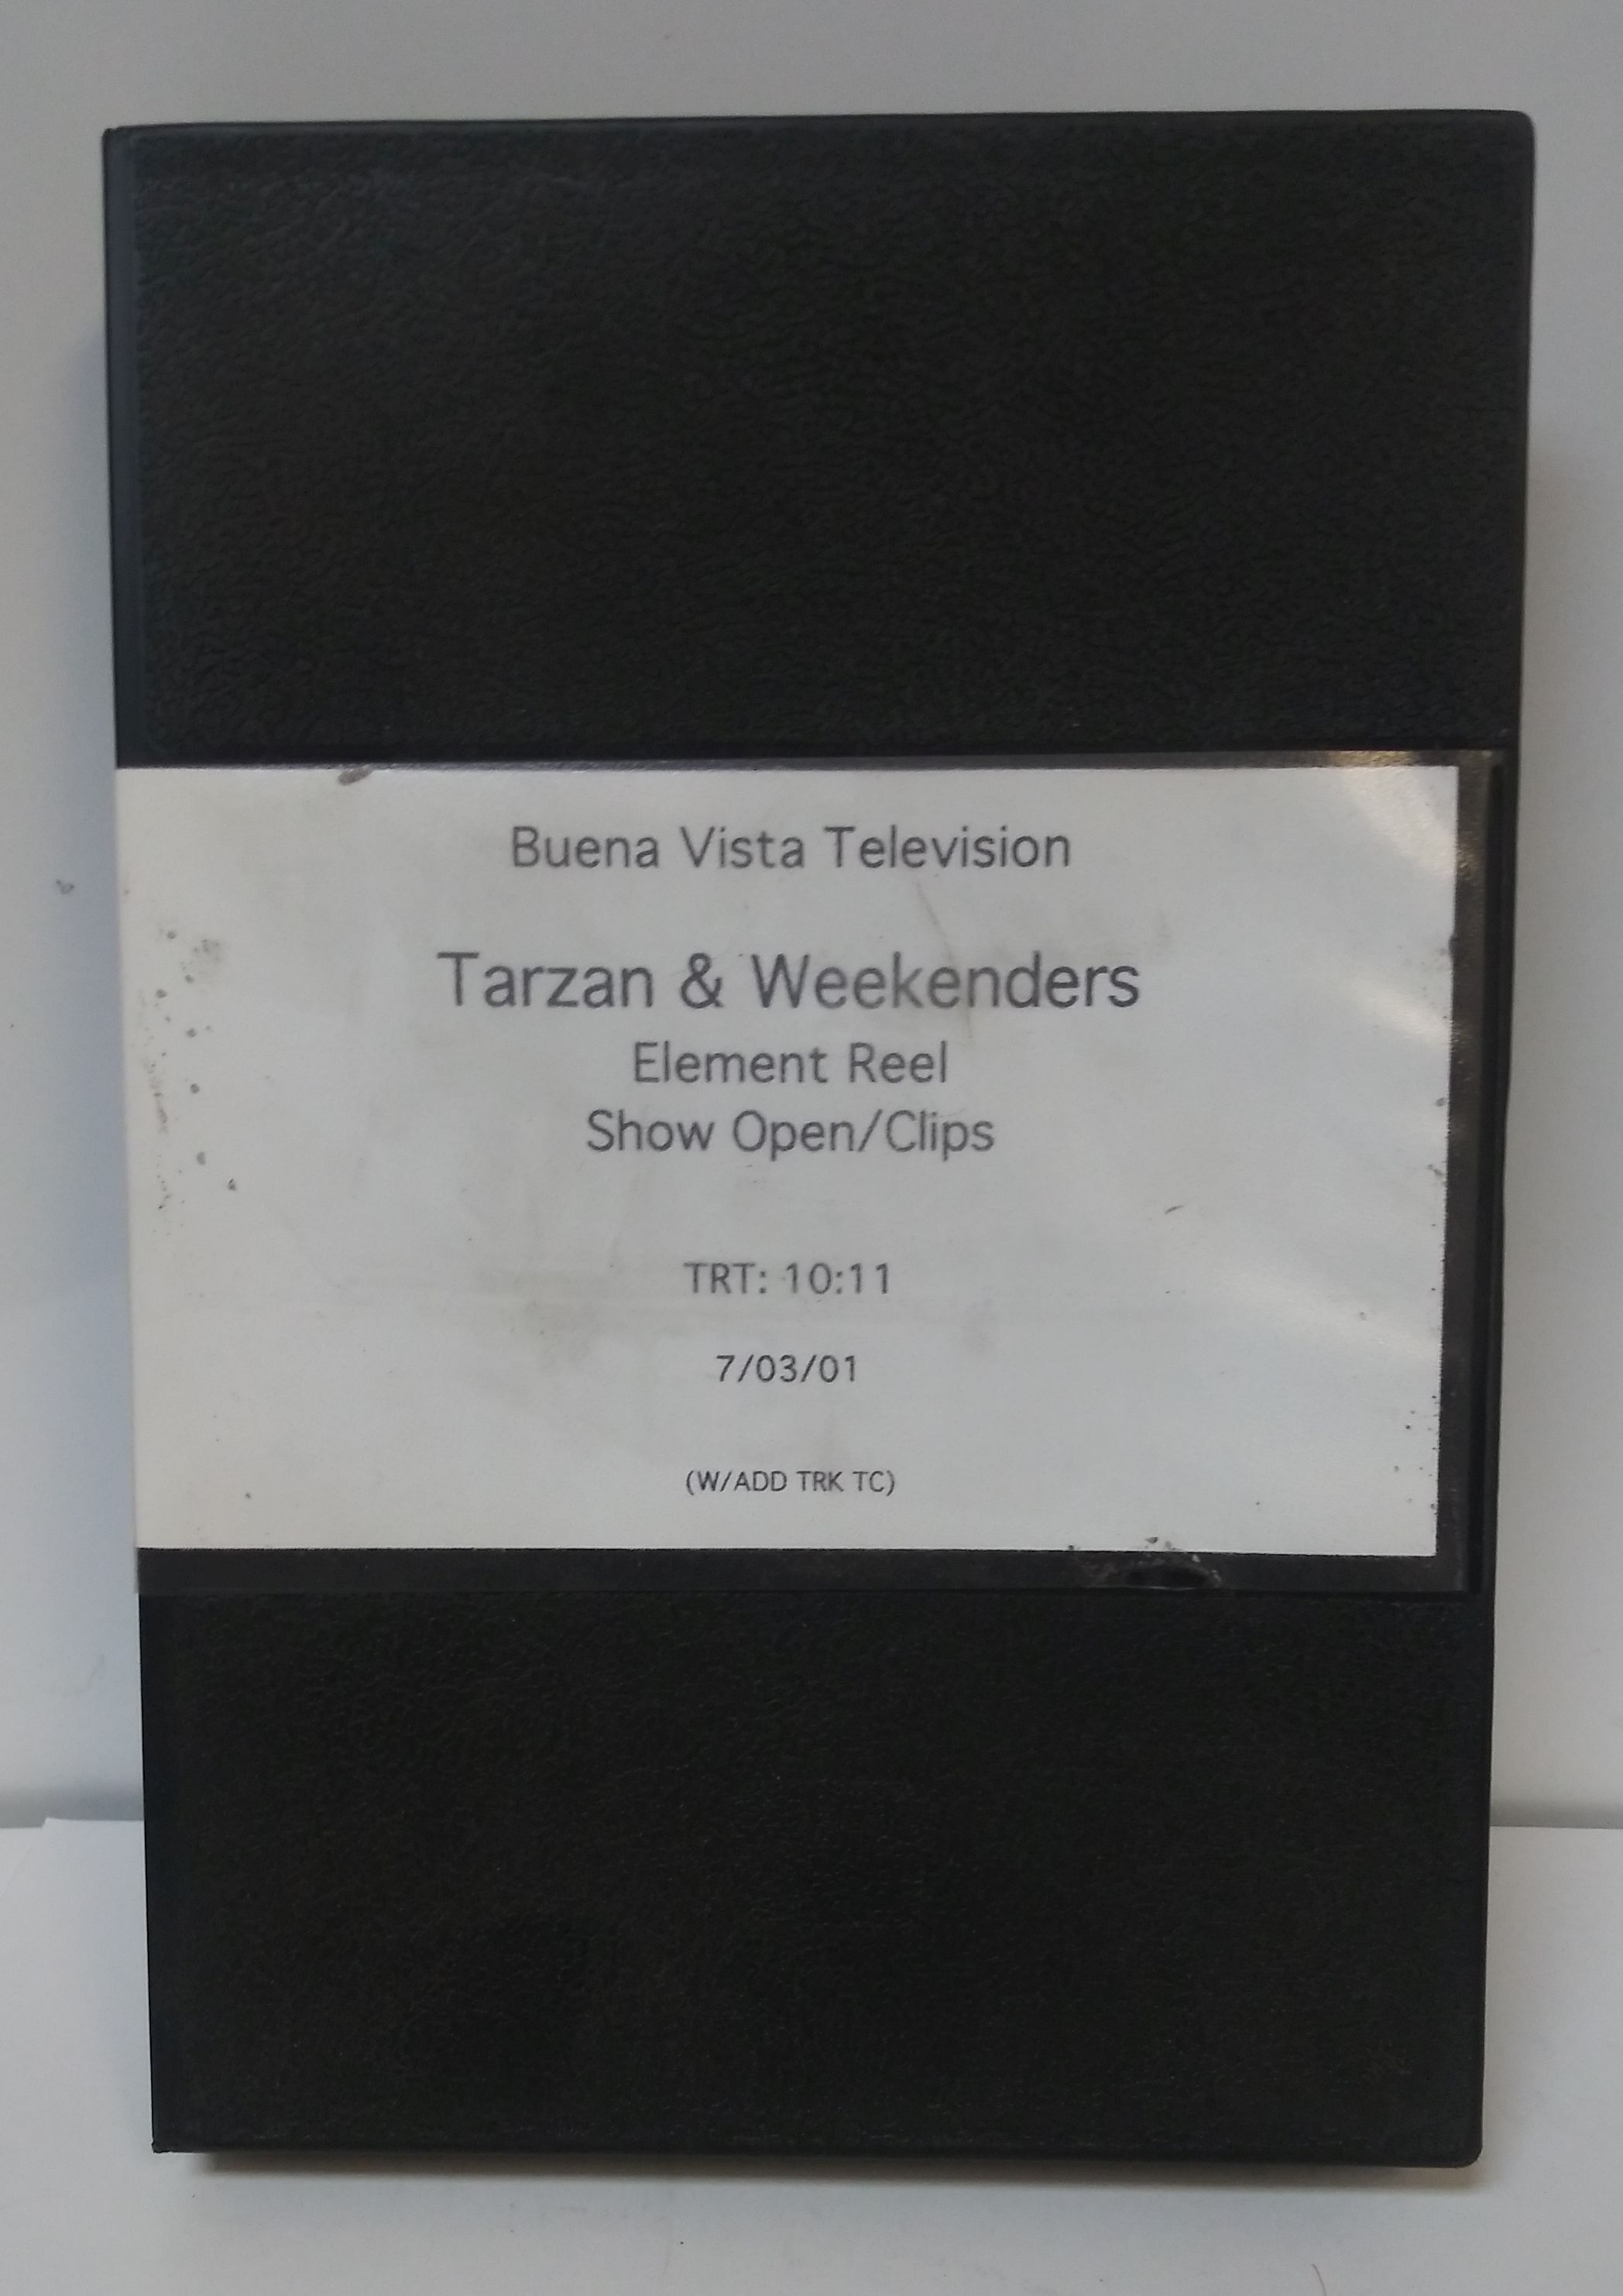 Buena Vista Television
Tarzan & Weekenders
Element Reel
Show Open/Clips
TRT: 10:11
7/03/01
(W/ADD TRK TC)